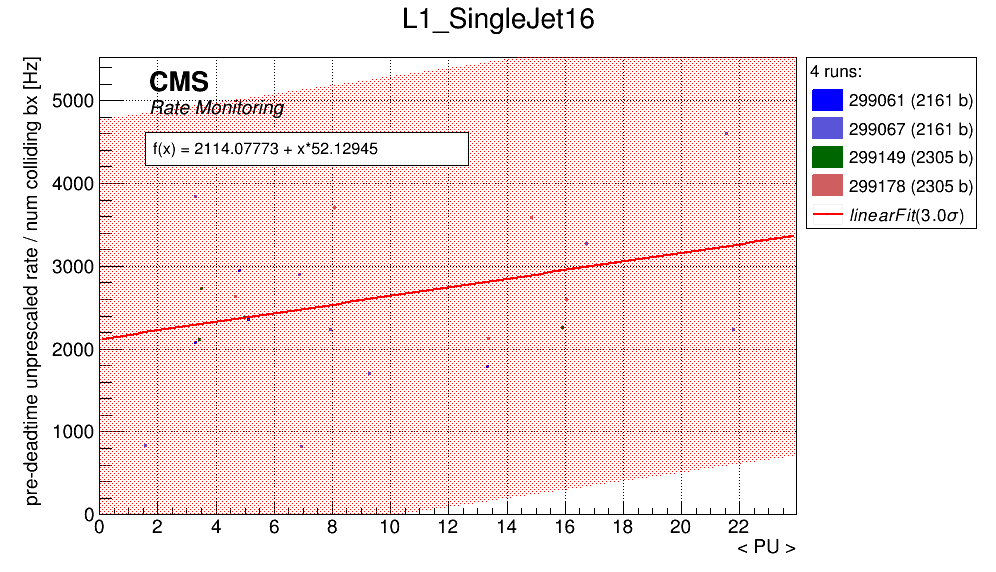 L1_SingleJet16
pre-deadtime unprescaled rate / num colliding bx [Hz]
CMS
Rate Monitoring
f(x) = 2114.07773 + x*52.12945
5000
4000
3000
2000
1000
0
0 2 4 6 8 10 12 14 16 18 20 22
< PU >
4 runs:
299061 (2161 b)
299067 (2161 b)
299149 (2305 b)
299178 (2305 b)
linearFit(3.0σ)